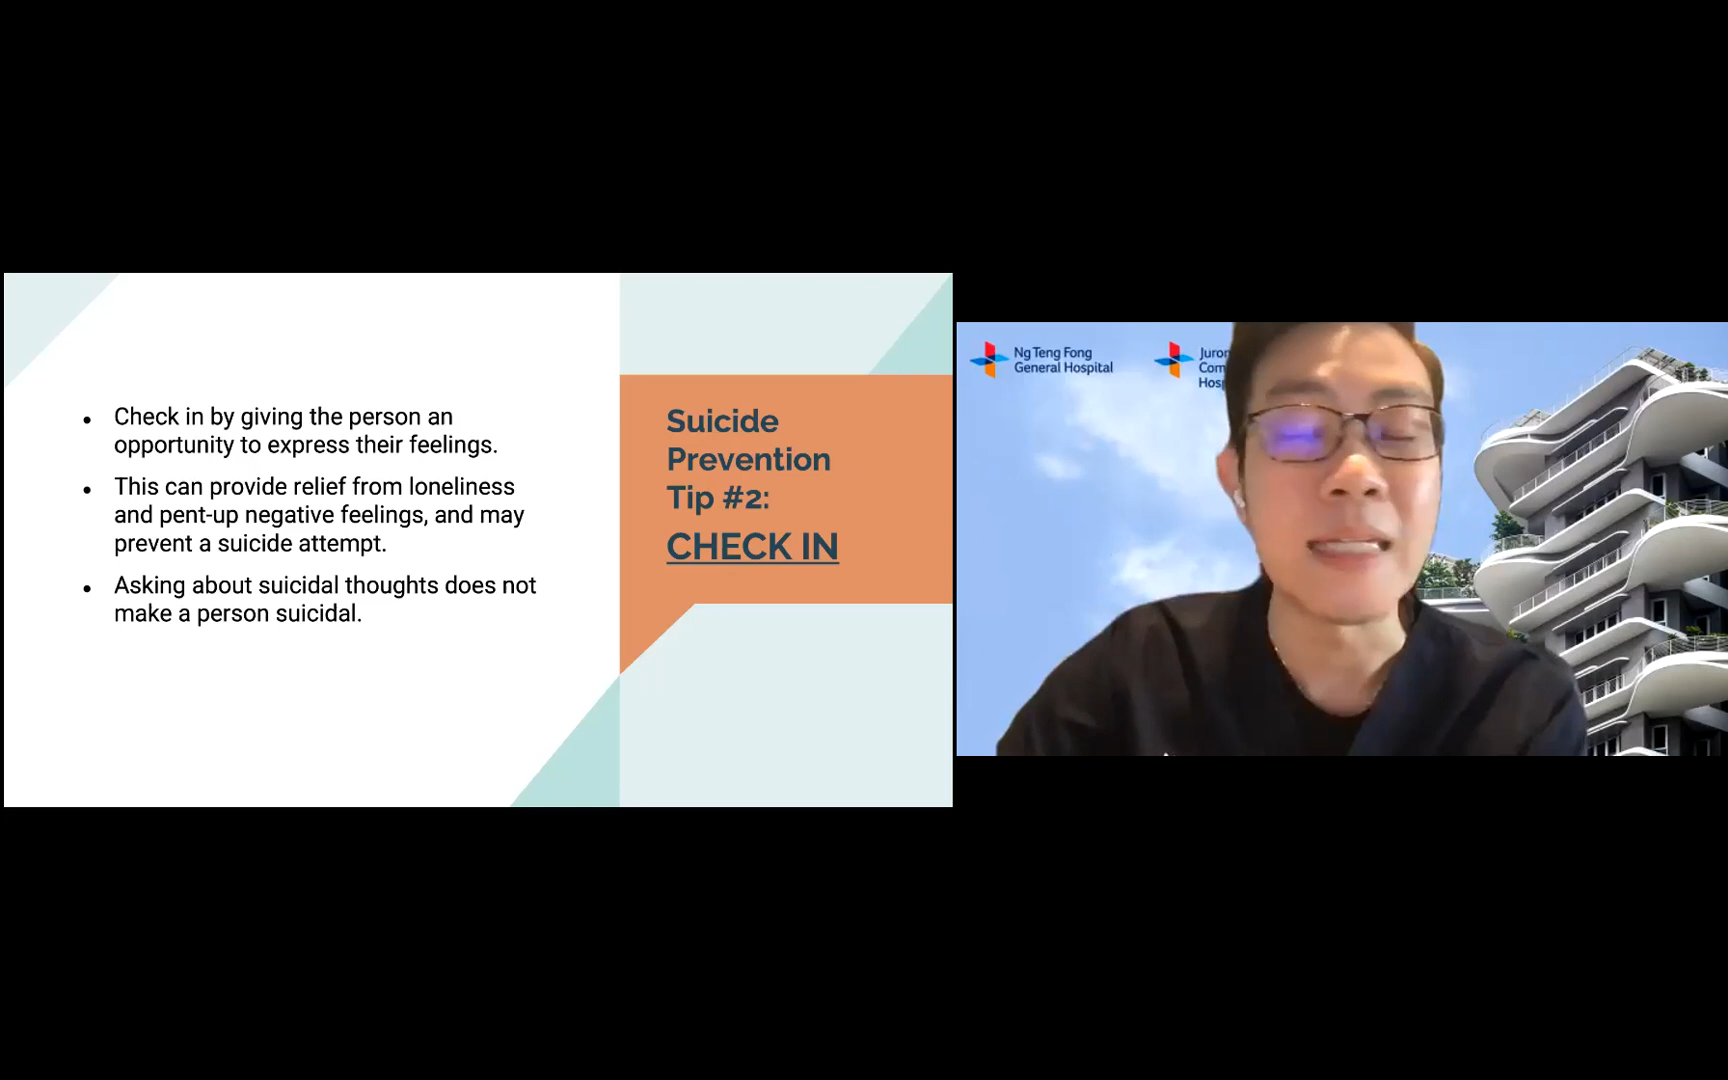 Check in by giving the person an
opportunity to express their feelings.
This can provide relief from loneliness
and pent-up negative feelings, and may
prevent a suicide attempt.
Asking about suicidal thoughts does not
make a person suicidal.
Suicide
Prevention
Tip #2:
CHECK IN
Ng Teng Fong
General Hospital